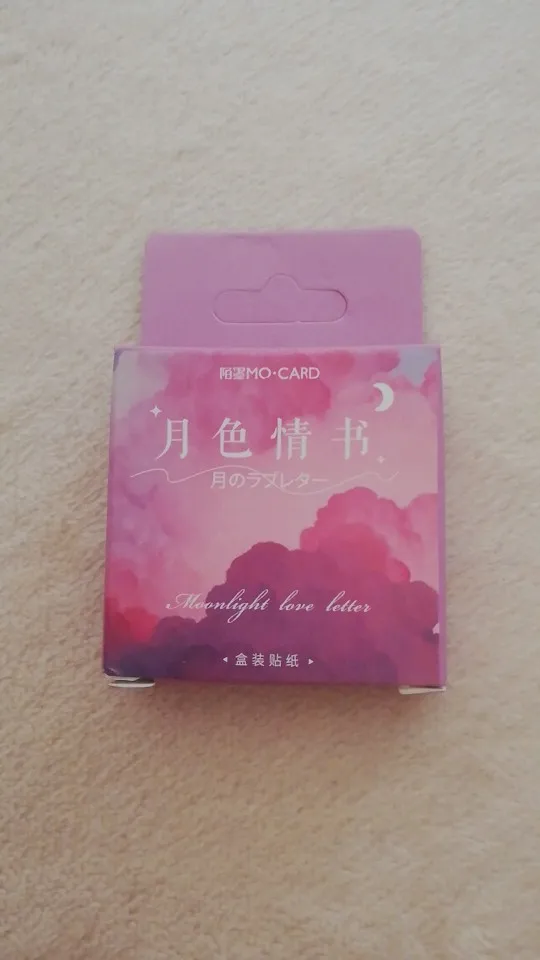 陌墨MO·CARD
月色情书
月のラブレター
Moonlight love letter
盒装贴纸